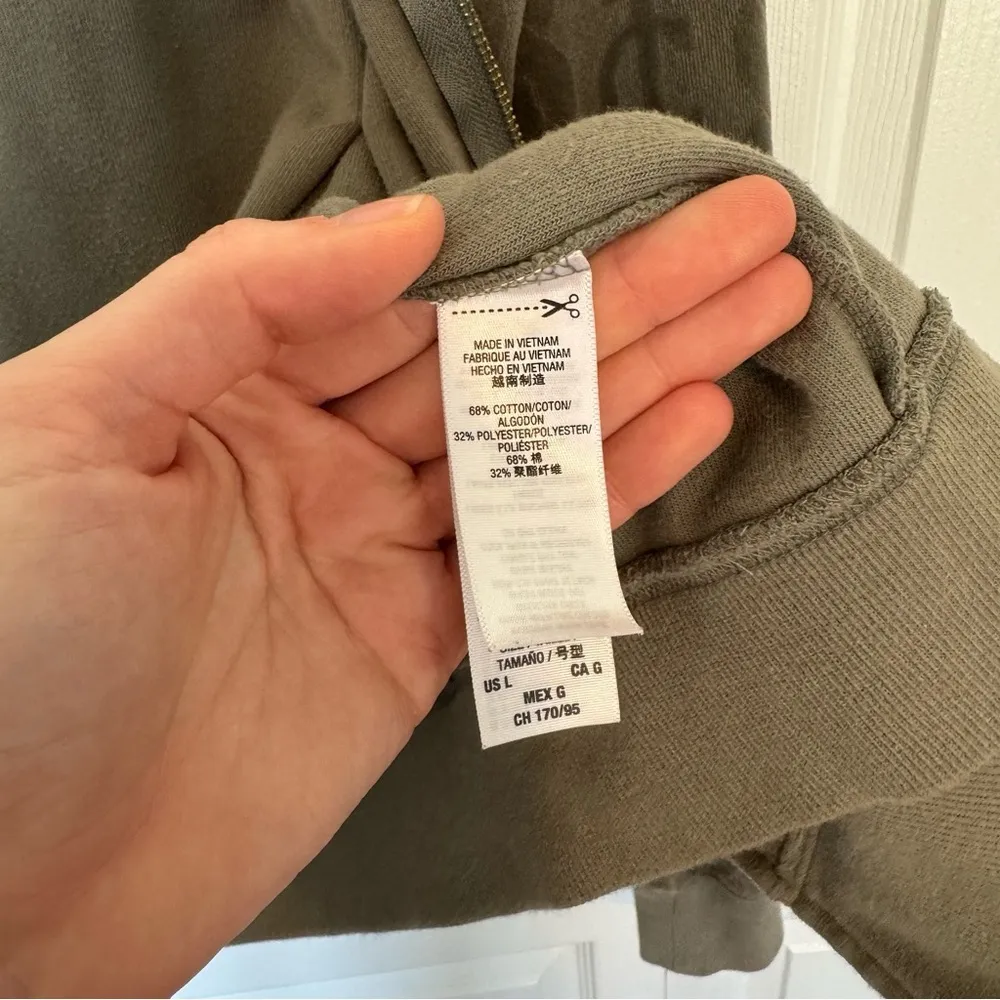 MADE IN VIETNAM
FABRIQUE AU VIETNAM
HECHO EN VIETNAM
越南制造
68% COTTON/COTON/
ALGODÓN
32% POLYESTER/POLYESTER/
POLIÉSTER
68% 棉
32% 聚酯纤维
TAMAÑO / 号型
US L CA G
MEX G
CH 170/95